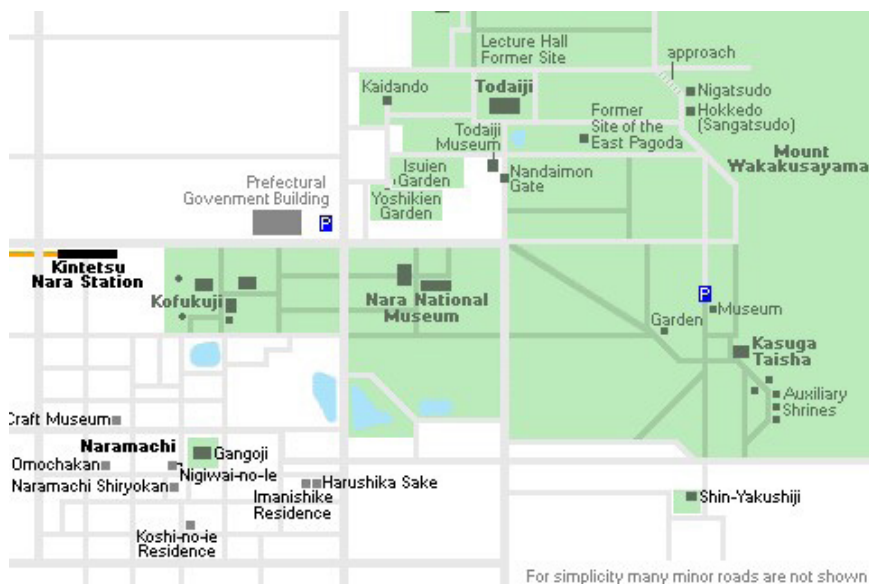 Lecture Hall
Former Site
approach
Kaidando
Todaiji
Nigatsudo
Hokkedo
(Sangatsudo)
Former
Site of the
East Pagoda
Todaiji
Museum
Mount
Wakakusayama
Isuien
Garden
Nandaimon
Gate
Prefectural
Govenment Building
Yoshikien
Garden
P
Kintetsu
Nara Station
Kofukuji
Nara National
Museum
P
Museum
Garden
Kasuga
Taisha
Auxiliary
Shrines
Craft Museum
Naramachi
Gangoji
Omochakan
Nigiwai-no-Ie
Naramachi Shiryokan
Harushika Sake
Imanishike
Residence
Shin-Yakushiji
Koshi-no-ie
Residence
For simplicity many minor roads are not shown